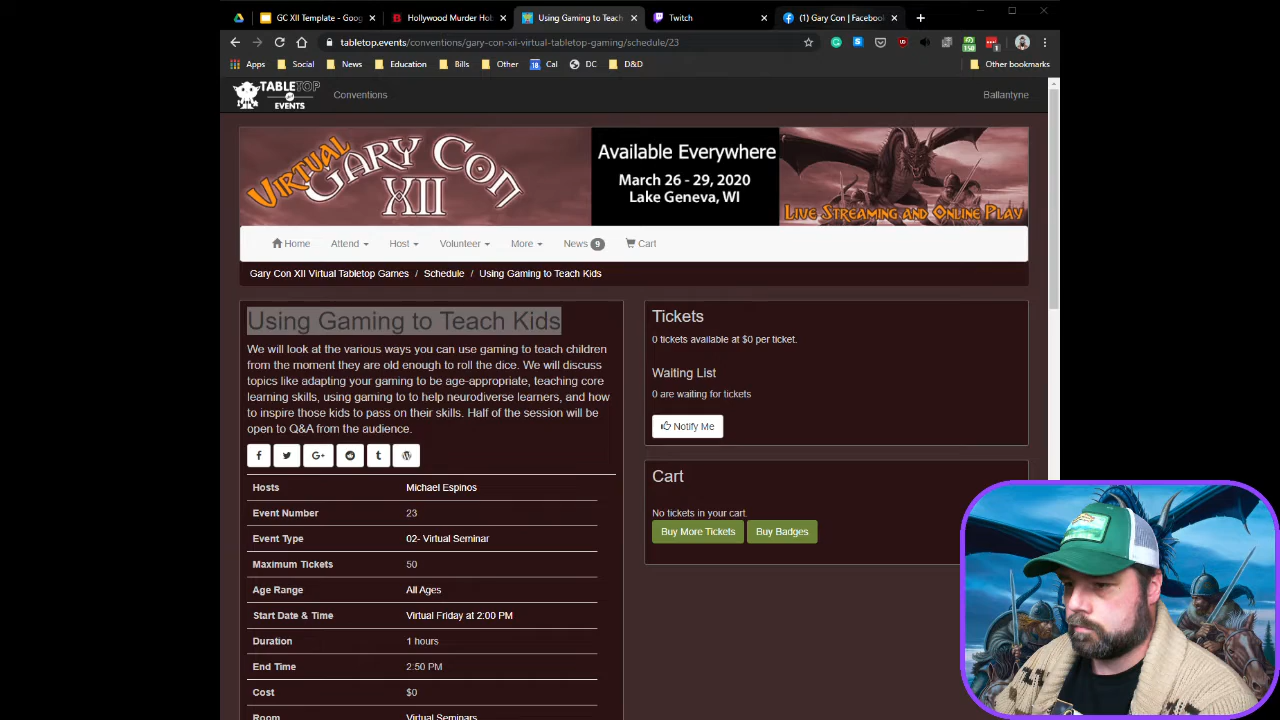 GC XII Template - Goog
Hollywood Murder Hob
Using Gaming to Teach
Twitch
(1) Gary Con | Facebook
tabletop.events/conventions/gary-con-xii-virtual-tabletop-gaming/schedule/23
150
1
Apps
Social
News
Education
Bills
Other
18
Cal
DC
D&D
Other bookmarks
TABLETOP
EVENTS
Conventions
Ballantyne
VIRTUAL
GARY CON
XII
Available Everywhere
March 26 - 29, 2020
Lake Geneva, WI
LIVE STREAMING AND ONLINE PLAY
Home
Attend
Host
Volunteer
More
News 9
Cart
Gary Con XII Virtual Tabletop Games / Schedule / Using Gaming to Teach Kids
Using Gaming to Teach Kids
We will look at the various ways you can use gaming to teach children
from the moment they are old enough to roll the dice. We will discuss
topics like adapting your gaming to be age-appropriate, teaching core
learning skills, using gaming to to help neurodiverse learners, and how
to inspire those kids to pass on their skills. Half of the session will be
open to Q&A from the audience.
Hosts Michael Espinos
Event Number 23
Event Type 02- Virtual Seminar
Maximum Tickets 50
Age Range All Ages
Start Date & Time Virtual Friday at 2:00 PM
Duration 1 hours
End Time 2:50 PM
Cost $0
Room Virtual Seminars
Tickets
0 tickets available at $0 per ticket.
Waiting List
0 are waiting for tickets
Notify Me
Cart
No tickets in your cart.
Buy More Tickets
Buy Badges